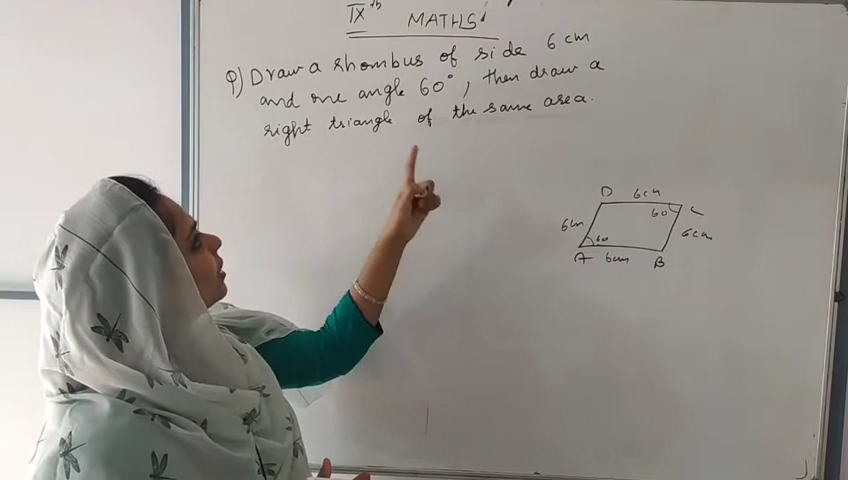 IXth MATHS
Q) Draw a rhombus of side 6 cm
and one angle 60°, then draw a
right triangle of the same area.
D 6cm C
6cm 60 6cm
60
A 6cm B